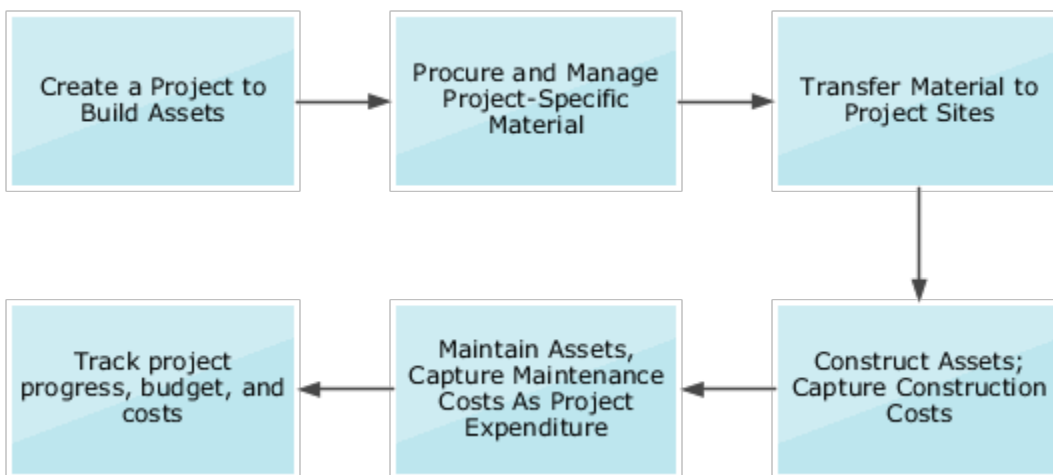 Create a Project to
Build Assets
Procure and Manage
Project-Specific
Material
Transfer Material to
Project Sites
Construct Assets;
Capture Construction
Costs
Maintain Assets,
Capture Maintenance
Costs As Project
Expenditure
Track project
progress, budget, and
costs